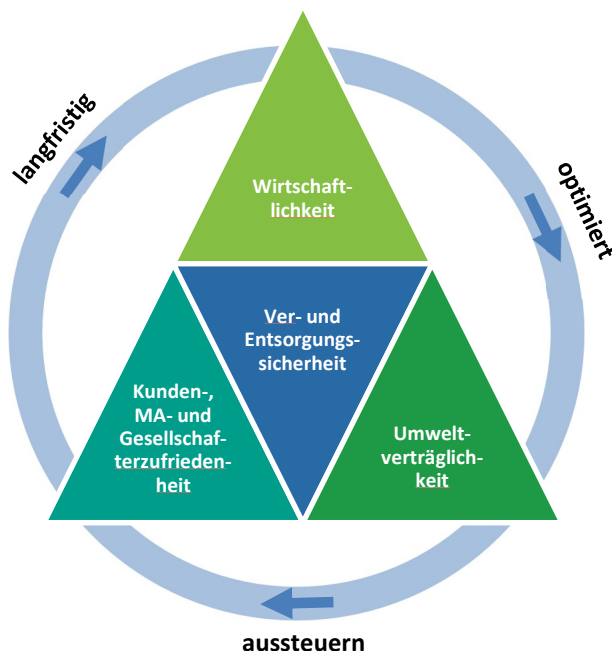 langfristig
optimiert
Wirtschaft-
lichkeit
Ver- und
Entsorgungs-
sicherheit
Kunden-,
MA- und
Gesellschaf-
terzufrieden-
heit
Umwelt-
verträglich-
keit
aussteuern